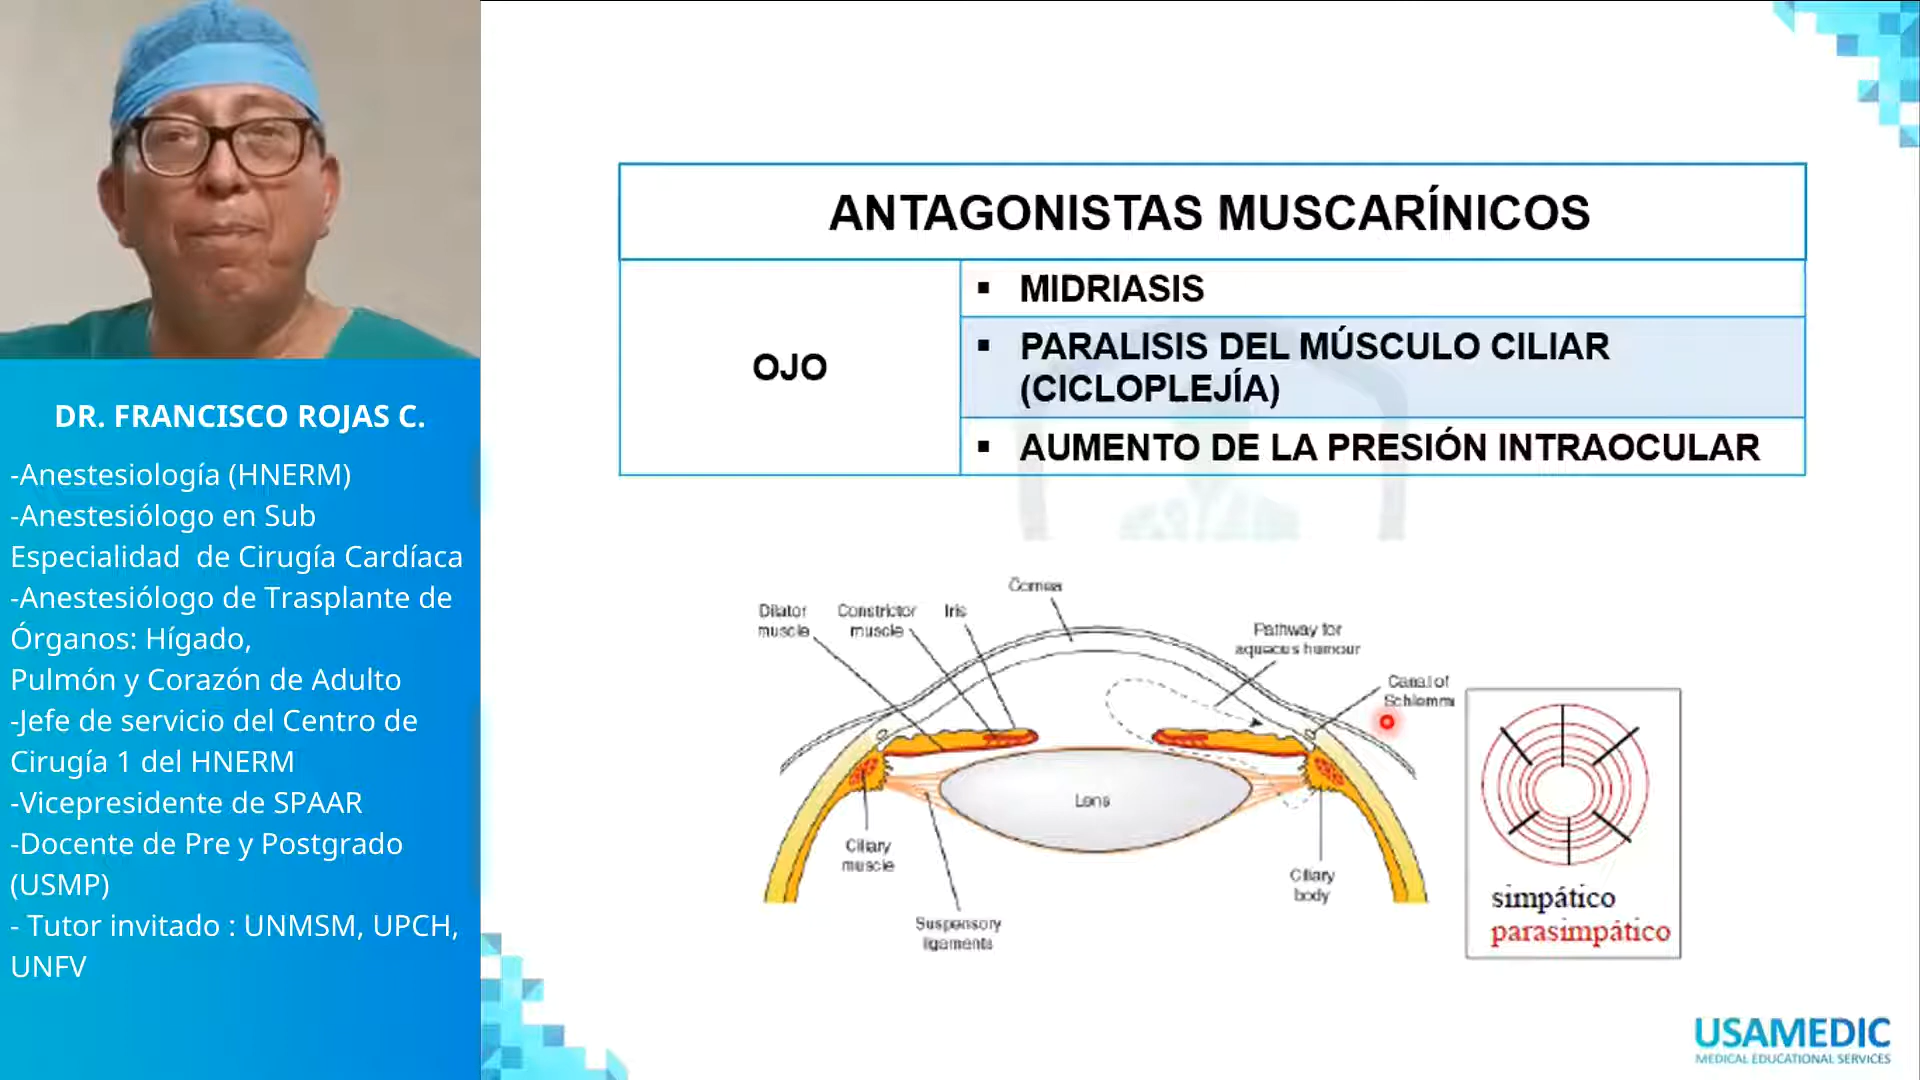 DR. FRANCISCO ROJAS C.
-Anestesiología (HNERM)
-Anestesiólogo en Sub
Especialidad  de Cirugía Cardíaca
-Anestesiólogo de Trasplante de
Órganos: Hígado,
Pulmón y Corazón de Adulto
-Jefe de servicio del Centro de
Cirugía 1 del HNERM
-Vicepresidente de SPAAR
-Docente de Pre y Postgrado
(USMP)
- Tutor invitado : UNMSM, UPCH,
UNFV
ANTAGONISTAS MUSCARÍNICOS
OJO
▪ MIDRIASIS
▪ PARALISIS DEL MÚSCULO CILIAR
(CICLOPLEJÍA)
▪ AUMENTO DE LA PRESIÓN INTRAOCULAR
Dilator
muscle
Constrictor
muscle
Iris
Cornea
Pathway for
aqueous humour
Canal of
Schlemm
Lens
Ciliary
muscle
Suspensory
ligaments
Ciliary
body
simpático
parasimpático
USAMEDIC
MEDICAL EDUCATIONAL SERVICES